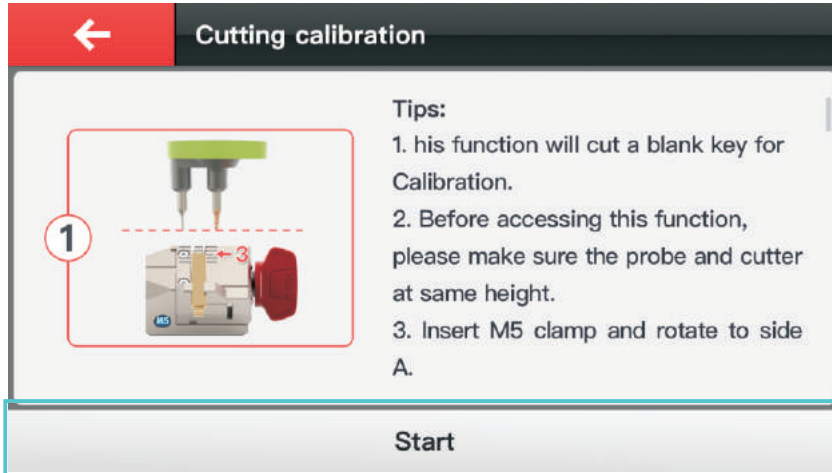 Cutting calibration
Tips:
1. his function will cut a blank key for
Calibration.
2. Before accessing this function,
please make sure the probe and cutter
at same height.
3. Insert M5 clamp and rotate to side
A.
1
3
M5
Start